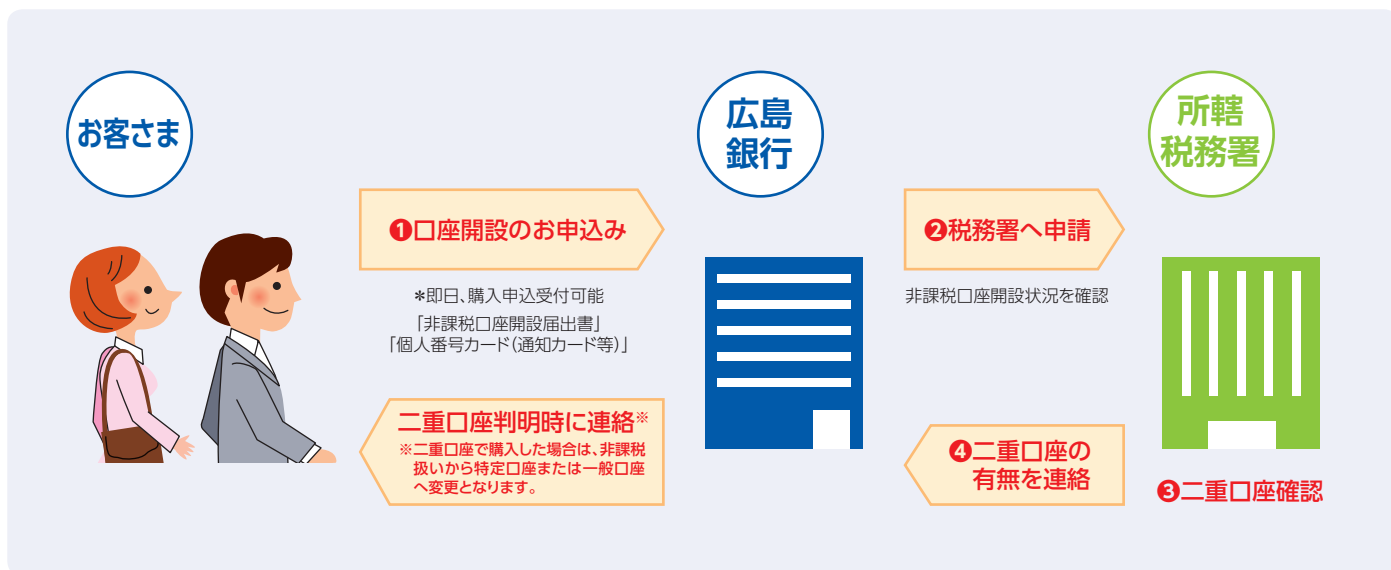 お客さま
広島
銀行
所轄
税務署
❶口座開設のお申込み
*即日、購入申込受付可能
「非課税口座開設届出書」
「個人番号カード(通知カード等)」
❷税務署へ申請
非課税口座開設状況を確認
❸二重口座確認
❹二重口座の
有無を連絡
二重口座判明時に連絡※
※二重口座で購入した場合は、非課税
扱いから特定口座または一般口座
へ変更となります。